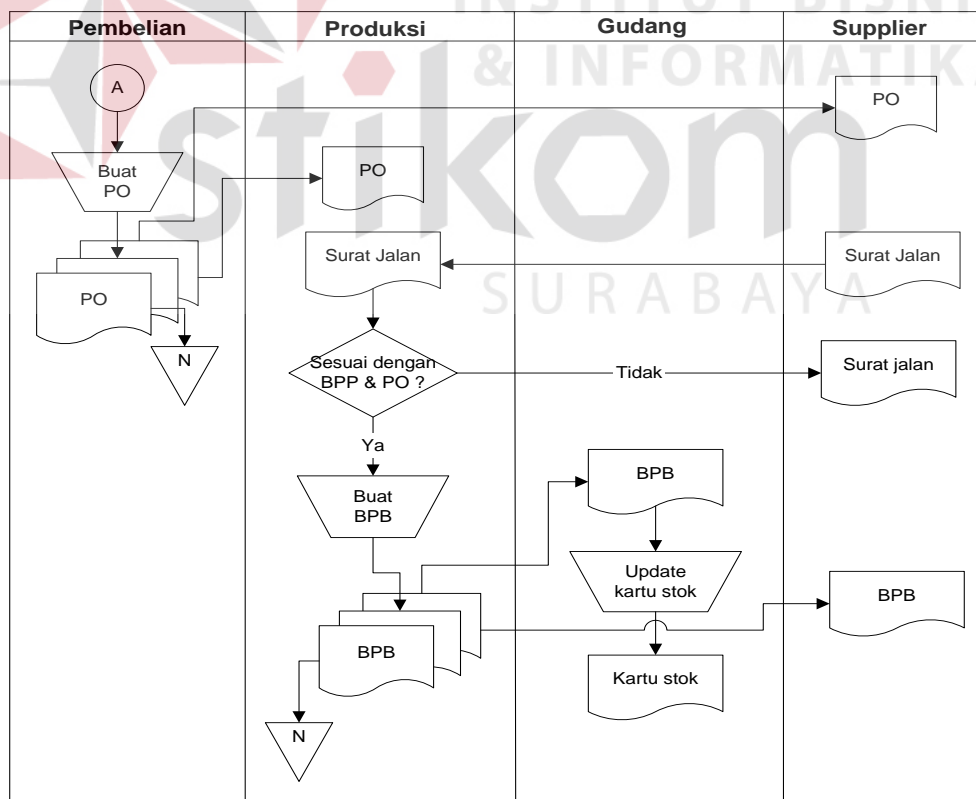 INSTITUT BISNIS
& INFORMATIKA
stikom
SURABAYA
Pembelian
Produksi
Gudang
Supplier
A
PO
Buat
PO
PO
Surat Jalan
Surat Jalan
PO
N
Sesuai dengan
BPP & PO ?
Tidak
Surat jalan
Ya
BPB
Buat
BPB
Update
kartu stok
BPB
BPB
Kartu stok
N